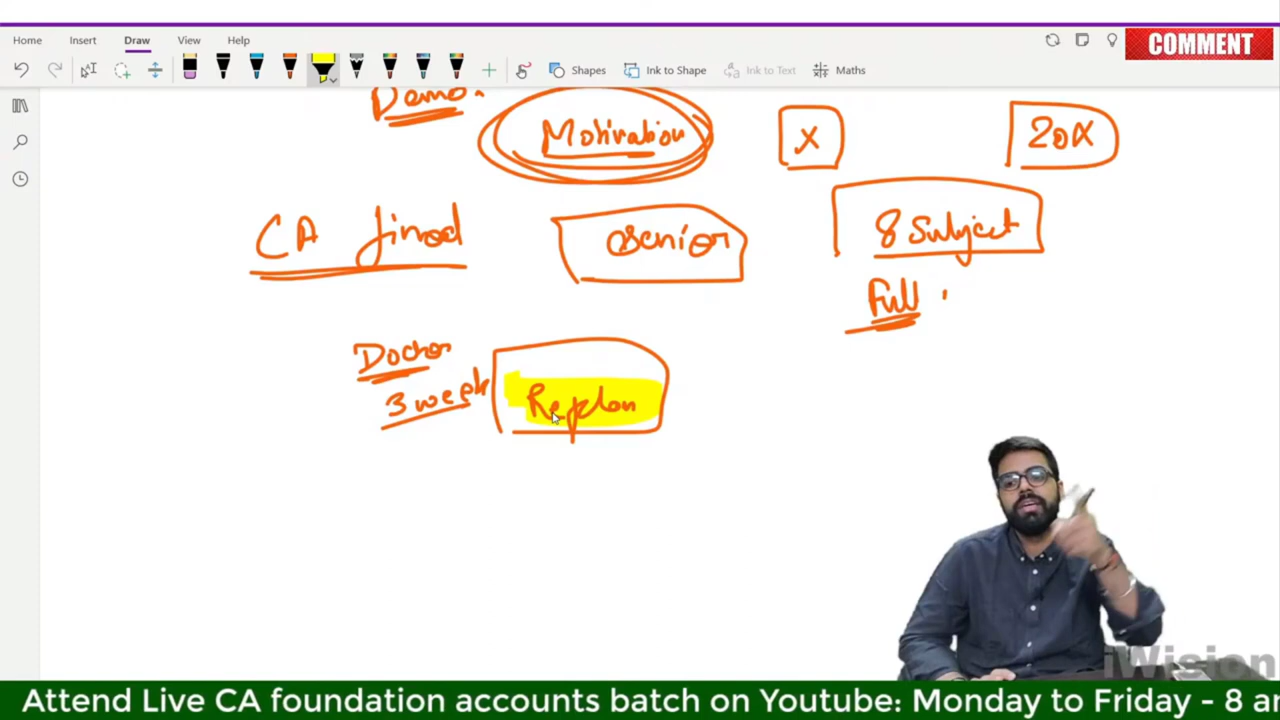 Home Insert Draw View Help
COMMENT
Shapes Ink to Shape Ink to Text Maths
Demo.
Motivation X 20X
CA final Senior 8 Subject
Full
Doctor
3 week Replan
iWision
Attend Live CA foundation accounts batch on Youtube: Monday to Friday - 8 a